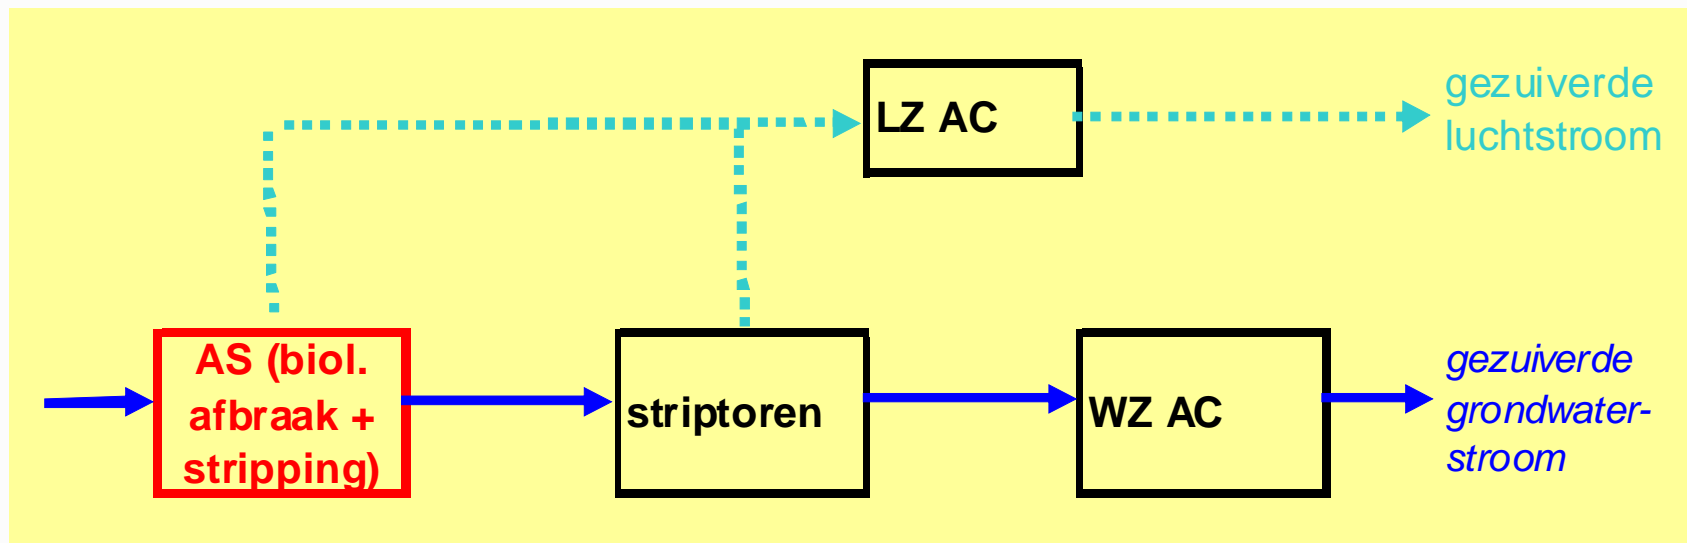 LZ AC
gezuiverde
luchtstroom
AS (biol.
afbraak +
stripping)
striptoren
WZ AC
gezuiverde
grondwater-
stroom